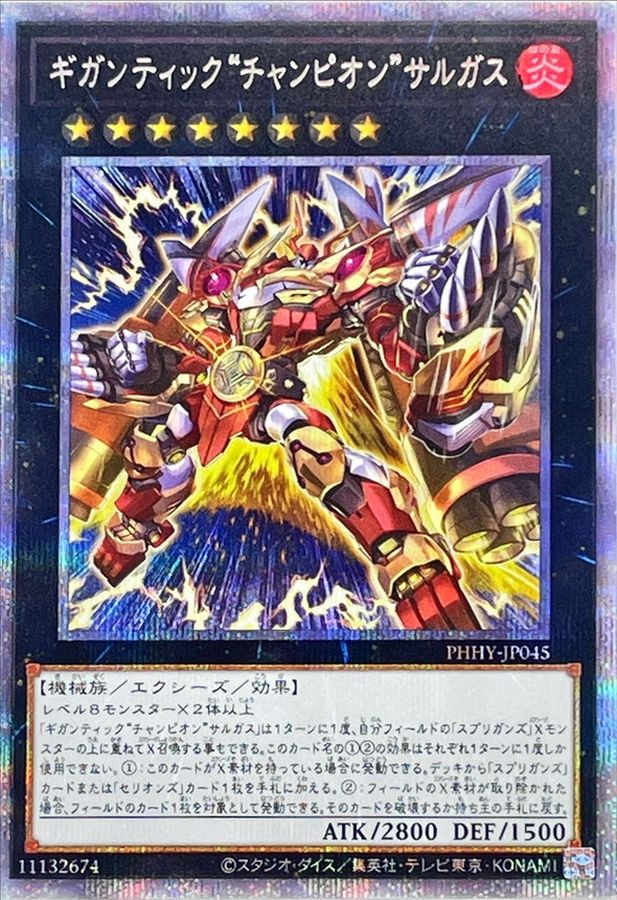 ギガンティック“チャンピオン”サルガス
炎
PHHY-JP045
【機械族／エクシーズ／効果】
レベル８モンスター×２体以上
「ギガンティック“チャンピオン”サルガス」は１ターンに１度、自分フィールドの「スプリガンズ」Ｘモ
ンスターの上に重ねてＸ召喚する事もできる。このカード名の①②の効果はそれぞれ１ターンに１度しか
使用できない。①：このカードがＸ素材を持っている場合に発動できる。デッキから「スプリガンズ」
カードまたは「セリオンズ」カード１枚を手札に加える。②：フィールドのＸ素材が取り除かれた
場合、フィールドのカード１枚を対象として発動できる。そのカードを破壊するか持ち主の手札に戻す。
ATK/2800 DEF/1500
11132674
©スタジオ・ダイス／集英社・テレビ東京・KONAMI